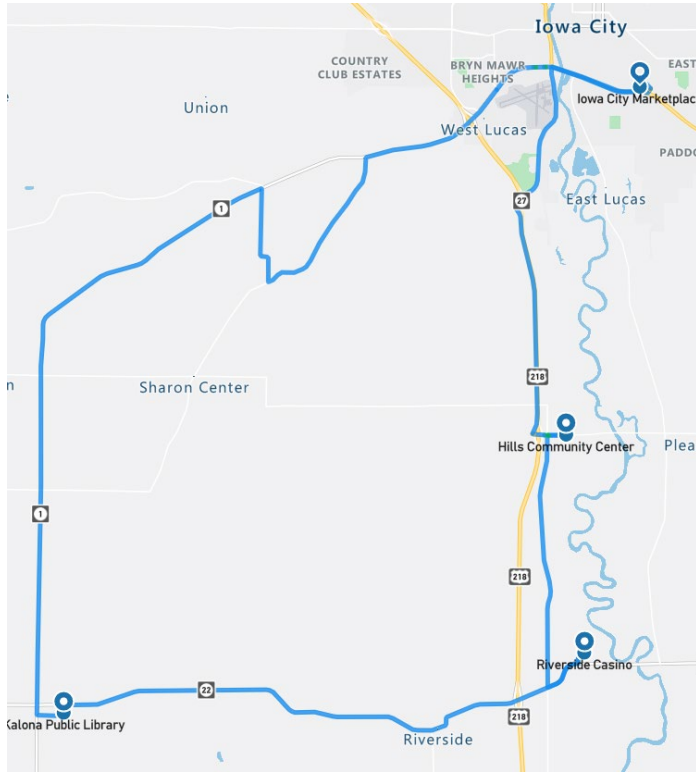 Iowa City
COUNTRY
CLUB ESTATES
BRYN MAWR
HEIGHTS
EAST
Iowa City Marketplac
Union
West Lucas
PADDO
27
East Lucas
1
218
n
Sharon Center
Hills Community Center
Plea
1
218
Riverside Casino
22
218
Kalona Public Library
Riverside